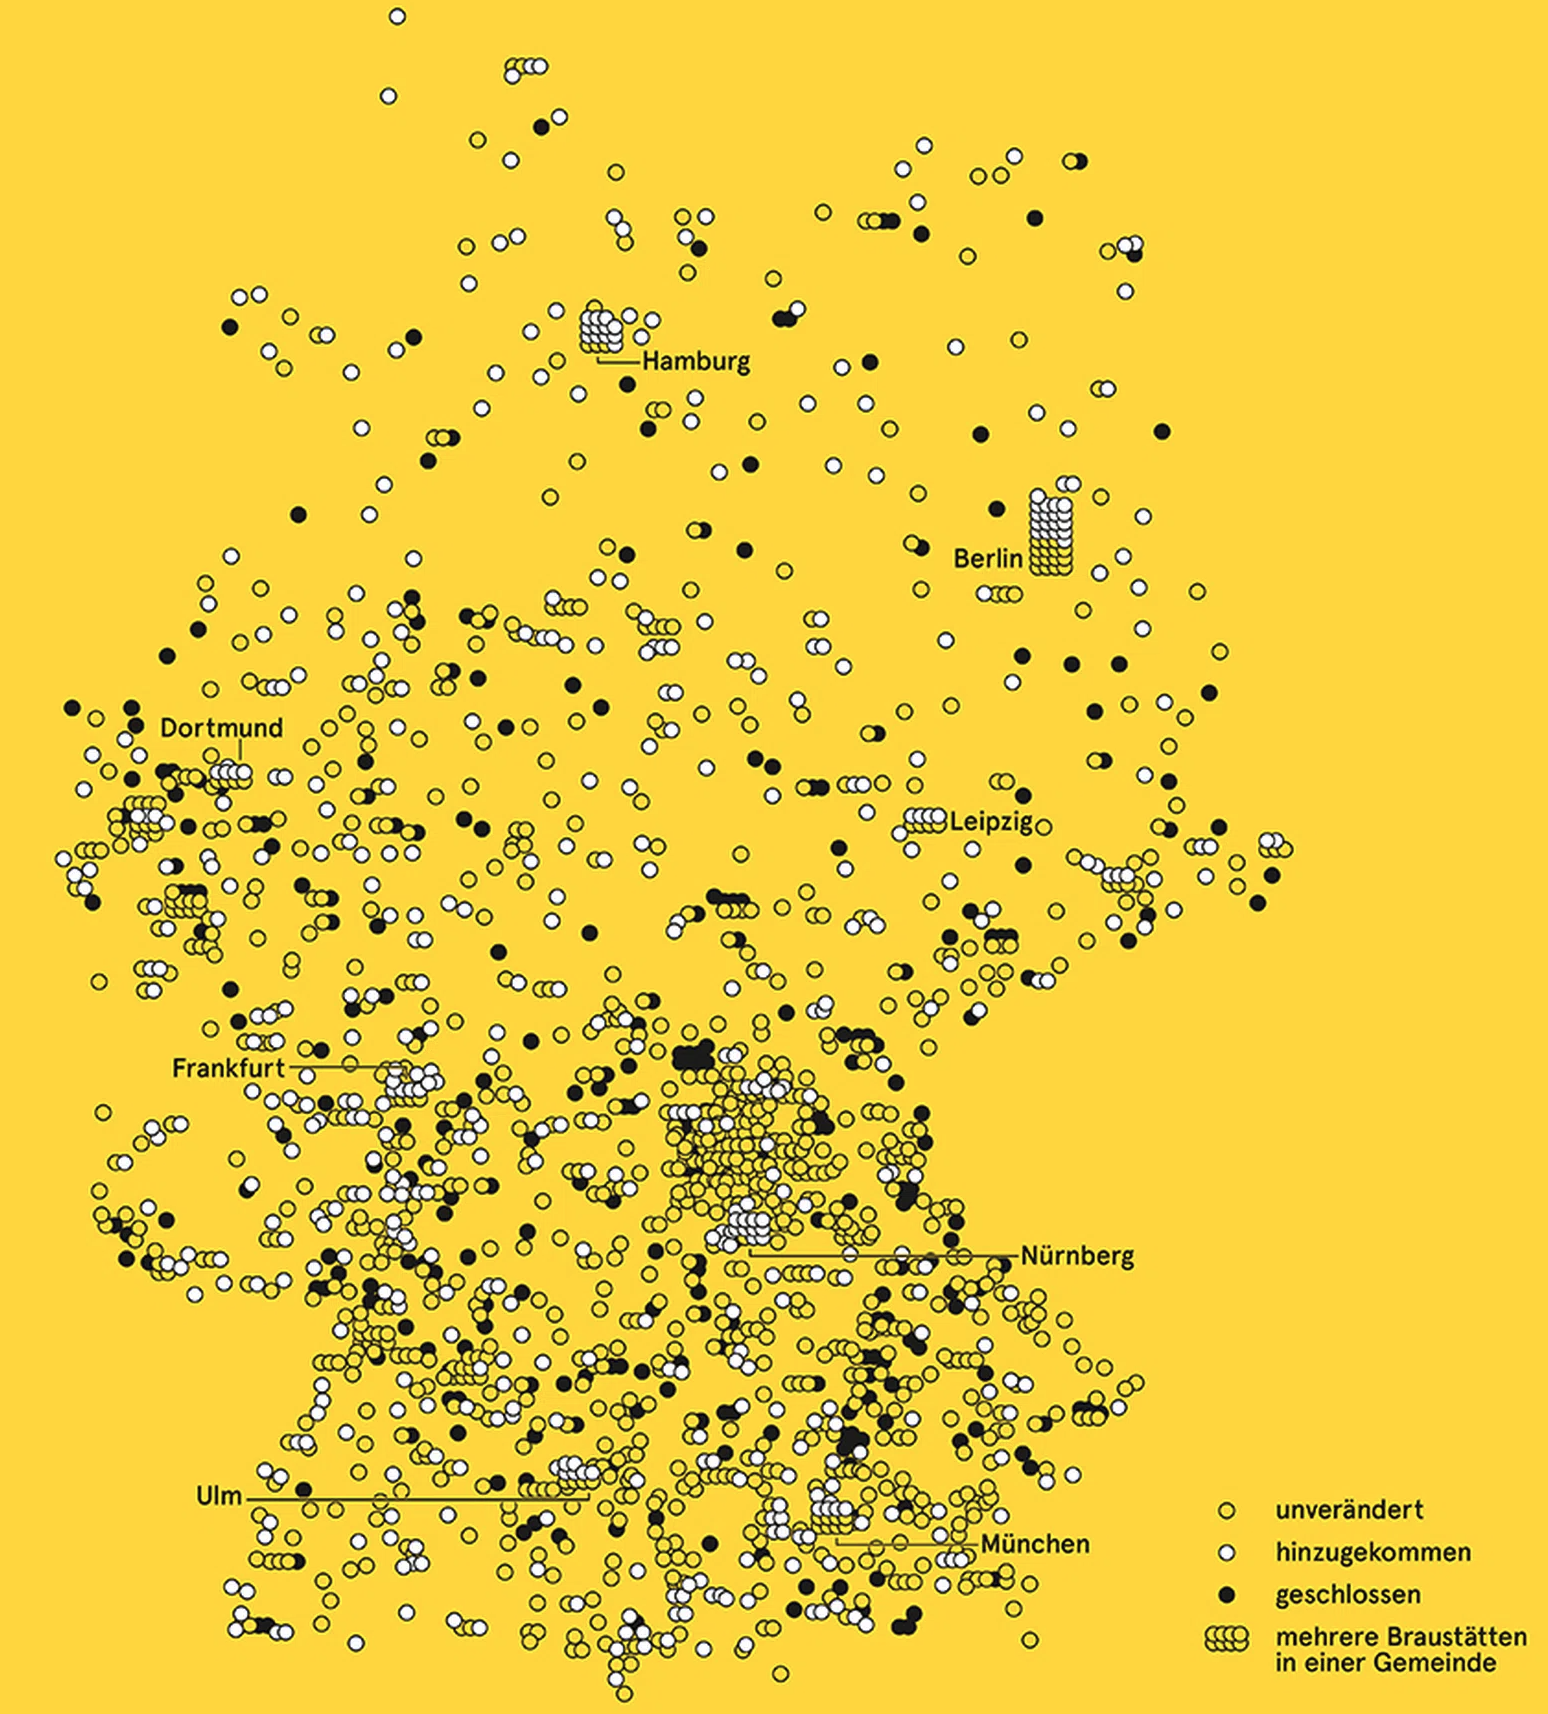 Hamburg
Berlin
Dortmund
Leipzig
Frankfurt
Nürnberg
Ulm
München
unverändert
hinzugekommen
geschlossen
mehrere Braustätten
in einer Gemeinde